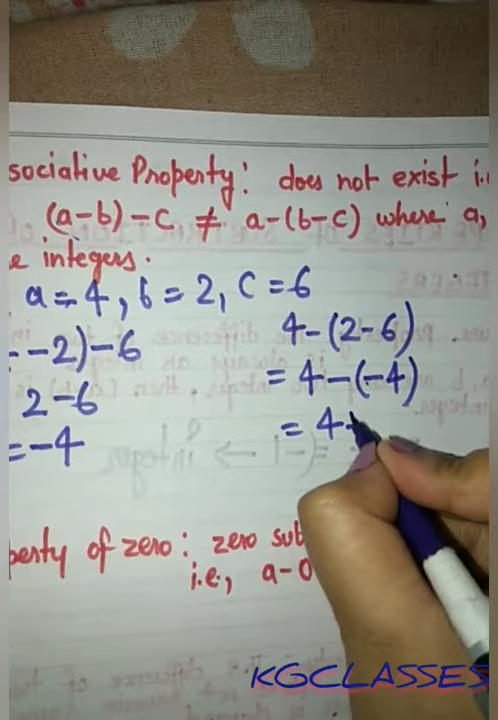 sociative Property: does not exist i.e
(a-b)-c ≠ a-(b-c) where a,
e integers.
a = 4, b = 2, c = 6
- -2)-6
2-6
= -4
4-(2-6)
= 4-(-4)
= 4+
perty of zero: zero sub
i.e., a-0
KGCLASSES